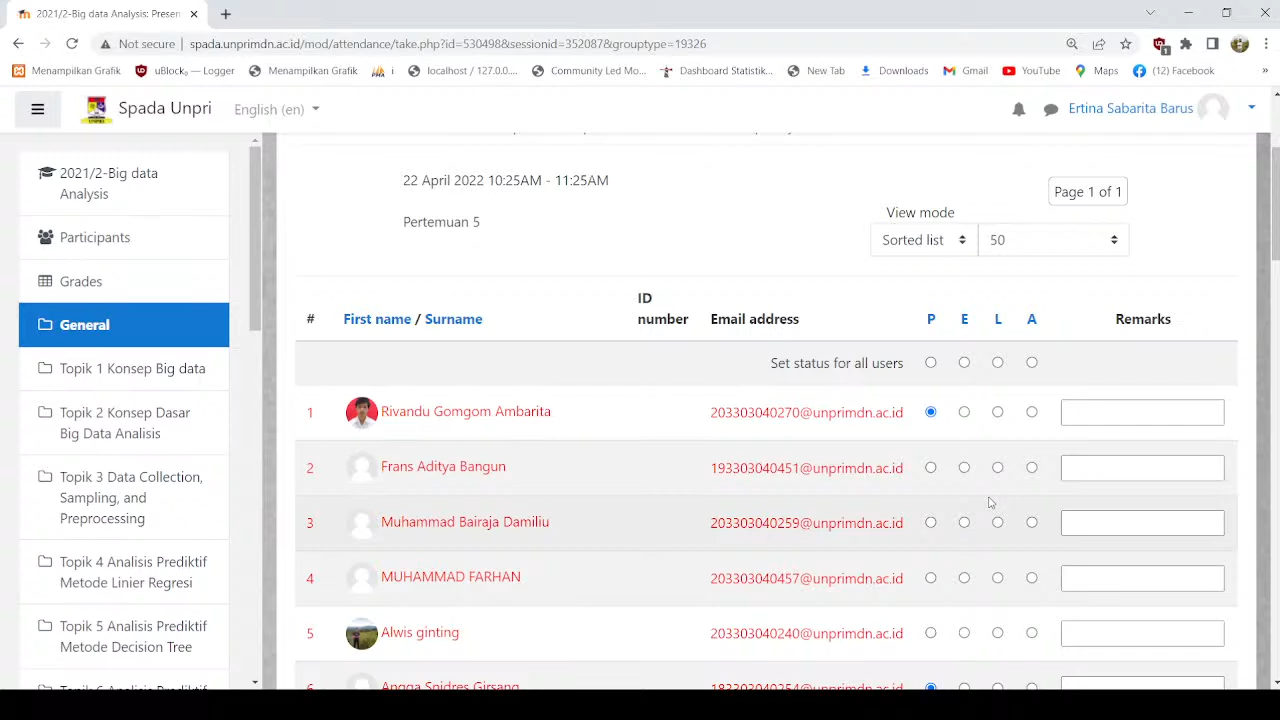 2021/2-Big data Analysis: Presen
Not secure | spada.unprimdn.ac.id/mod/attendance/take.php?id=530498&sessionid=352087&grouptype=19326
Menampilkan Grafik uBlock — Logger Menampilkan Grafik i localhost / 127.0.0.... Community Led Mo... Dashboard Statistik... New Tab Downloads Gmail YouTube Maps (12) Facebook »
Spada Unpri English (en) Ertina Sabarita Barus
2021/2-Big data
Analysis
Participants
Grades
General
Topik 1 Konsep Big data
Topik 2 Konsep Dasar
Big Data Analisis
Topik 3 Data Collection,
Sampling, and
Preprocessing
Topik 4 Analisis Prediktif
Metode Linier Regresi
Topik 5 Analisis Prediktif
Metode Decision Tree
22 April 2022 10:25AM - 11:25AM
Pertemuan 5
Page 1 of 1
View mode
Sorted list 50
# First name / Surname ID number Email address P E L A Remarks
Set status for all users
1 Rivandu Gomgom Ambarita 203303040270@unprimdn.ac.id
2 Frans Aditya Bangun 193303040451@unprimdn.ac.id
3 Muhammad Bairaja Damiliu 203303040259@unprimdn.ac.id
4 MUHAMMAD FARHAN 203303040457@unprimdn.ac.id
5 Alwis ginting 203303040240@unprimdn.ac.id
6 Angga Snidres Girsang